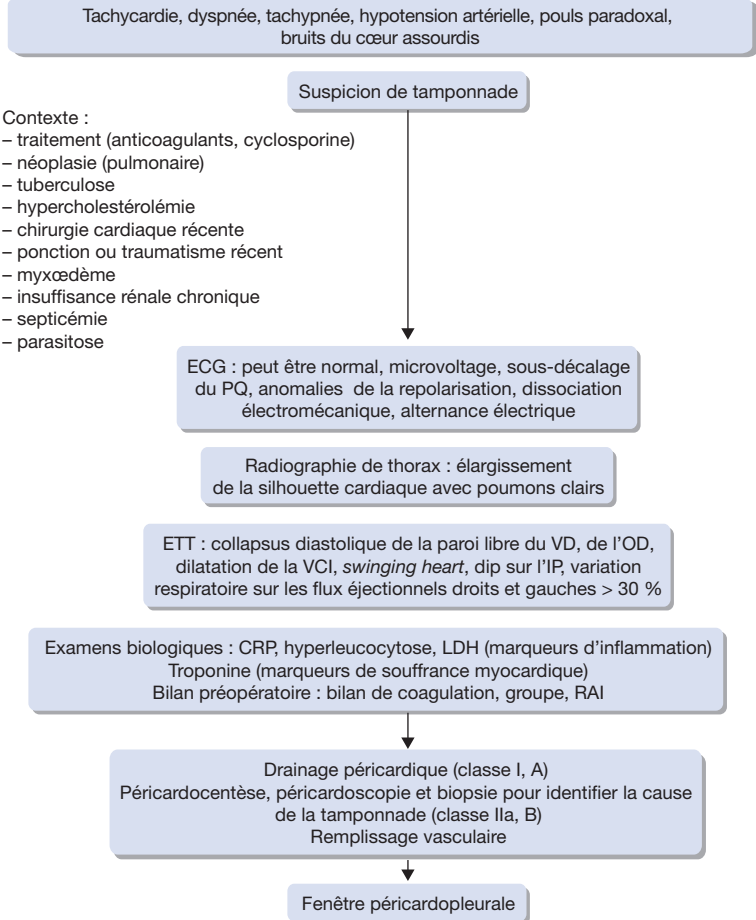 Tachycardie, dyspnée, tachypnée, hypotension artérielle, pouls paradoxal,
bruits du cœur assourdis
Suspicion de tamponnade
Contexte :
– traitement (anticoagulants, cyclosporine)
– néoplasie (pulmonaire)
– tuberculose
– hypercholestérolémie
– chirurgie cardiaque récente
– ponction ou traumatisme récent
– myxœdème
– insuffisance rénale chronique
– septicémie
– parasitose
ECG : peut être normal, microvoltage, sous-décalage
du PQ, anomalies de la repolarisation, dissociation
électromécanique, alternance électrique
Radiographie de thorax : élargissement
de la silhouette cardiaque avec poumons clairs
ETT : collapsus diastolique de la paroi libre du VD, de l’OD,
dilatation de la VCI, swinging heart, dip sur l’IP, variation
respiratoire sur les flux éjectionnels droits et gauches > 30 %
Examens biologiques : CRP, hyperleucocytose, LDH (marqueurs d’inflammation)
Troponine (marqueurs de souffrance myocardique)
Bilan préopératoire : bilan de coagulation, groupe, RAI
Drainage péricardique (classe I, A)
Péricardocentèse, péricardoscopie et biopsie pour identifier la cause
de la tamponnade (classe IIa, B)
Remplissage vasculaire
Fenêtre péricardopleurale